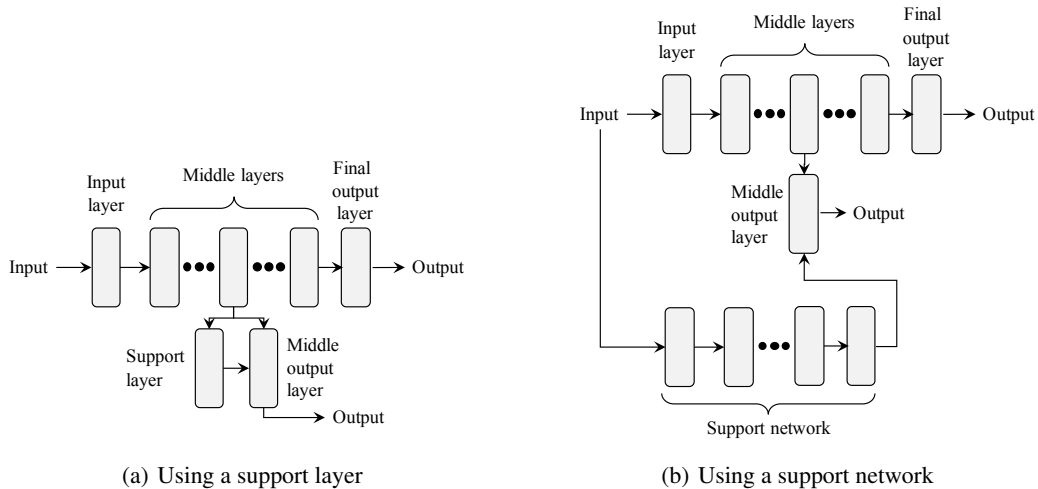 Middle layers
Input
layer
Final
output
layer
Input
Output
Support
layer
Middle
output
layer
Output
(a) Using a support layer
Middle layers
Input
layer
Final
output
layer
Input
Output
Middle
output
layer
Output
Support network
(b) Using a support network